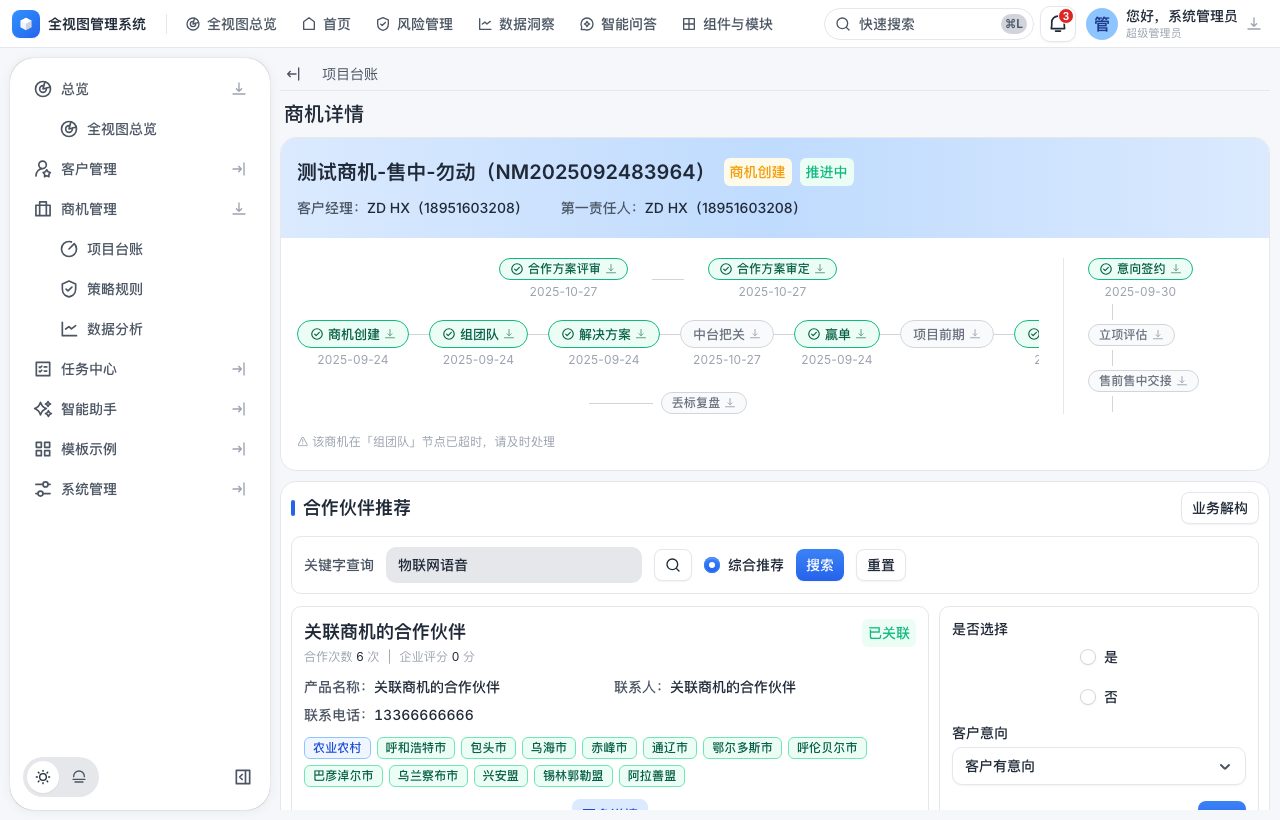 全视图管理系统
全视图总览
首页
风险管理
数据洞察
智能问答
组件与模块
快速搜索
⌘L
3
管
您好，系统管理员
超级管理员
总览
全视图总览
客户管理
商机管理
项目台账
策略规则
数据分析
任务中心
智能助手
模板示例
系统管理
项目台账
商机详情
测试商机-售中-勿动（NM2025092483964） 商机创建 推进中
客户经理：ZD HX（18951603208） 第一责任人：ZD HX（18951603208）
合作方案评审 合作方案审定
2025-10-27 2025-10-27
商机创建 组团队 解决方案 中台把关 赢单 项目前期
2025-09-24 2025-09-24 2025-09-24 2025-10-27 2025-09-24
丢标复盘
意向签约
2025-09-30
立项评估
售前售中交接
该商机在「组团队」节点已超时，请及时处理
合作伙伴推荐
业务解构
关键字查询 物联网语音 综合推荐 搜索 重置
关联商机的合作伙伴 已关联
合作次数 6 次 企业评分 0 分
产品名称：关联商机的合作伙伴 联系人：关联商机的合作伙伴
联系电话：13366666666
农业农村 呼和浩特市 包头市 乌海市 赤峰市 通辽市 鄂尔多斯市 呼伦贝尔市
巴彦淖尔市 乌兰察布市 兴安盟 锡林郭勒盟 阿拉善盟
是否选择
是
否
客户意向
客户有意向